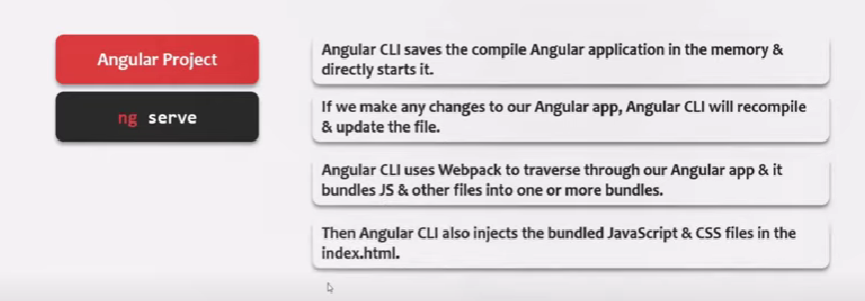 Angular Project
ng serve
Angular CLI saves the compile Angular application in the memory &
directly starts it.
If we make any changes to our Angular app, Angular CLI will recompile
& update the file.
Angular CLI uses Webpack to traverse through our Angular app & it
bundles JS & other files into one or more bundles.
Then Angular CLI also injects the bundled JavaScript & CSS files in the
index.html.